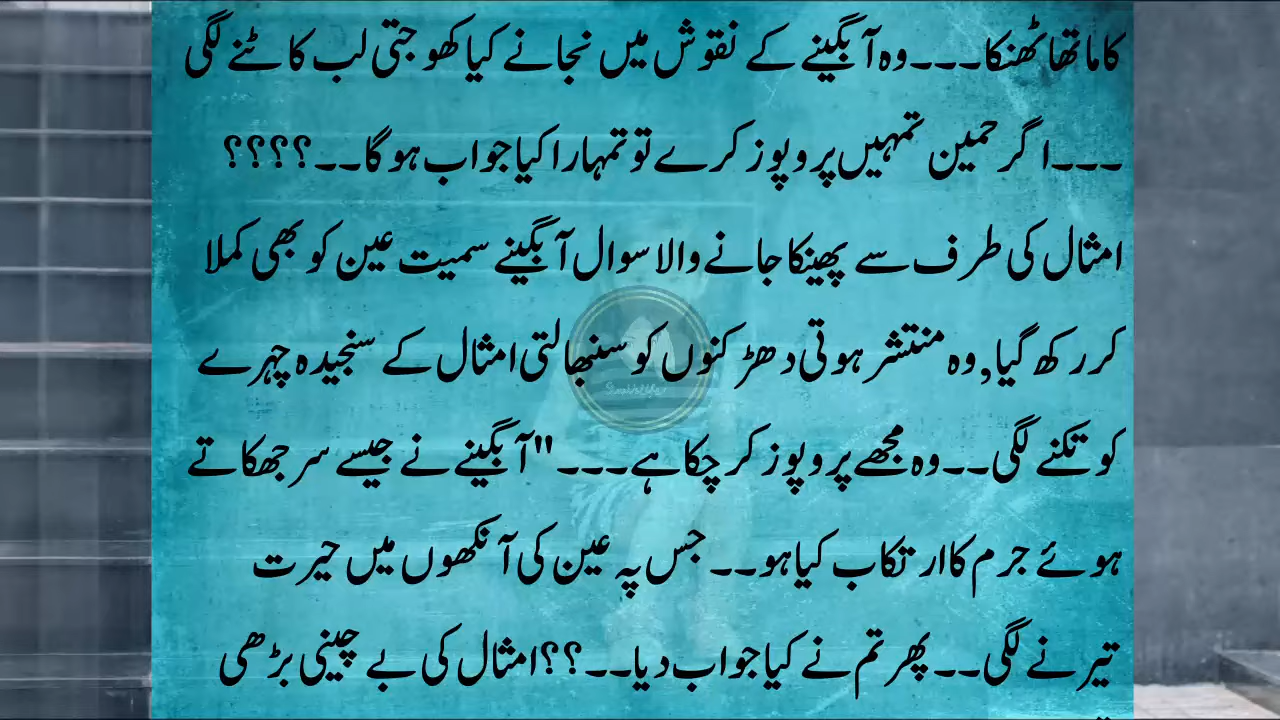 کا ماتھا ٹھنکا۔۔۔وہ آبگینے کے نقوش میں نجانے کیا کھوجتی لب کاٹنے لگی
۔۔۔اگر حمین تمہیں پروپوز کرے تو تمہارا کیا جواب ہو گا۔۔؟؟؟؟
امثال کی طرف سے پھینکا جانے والا سوال آبگینے سمیت عین کو بھی کملا
کر رکھ گیا,وہ منتشر ہوتی دھڑکنوں کو سنبھالتی امثال کے سنجیدہ چہرے
کو تکنے لگی۔۔وہ مجھے پروپوز کر چکا ہے۔۔۔"آبگینے نے جیسے سر جھکاتے
ہوئے جرم کا ارتکاب کیا ہو۔۔جس پہ عین کی آنکھوں میں حیرت
تیرنے لگی۔۔پھر تم نے کیا جواب دیا۔۔؟؟امثال کی بے چینی بڑھی